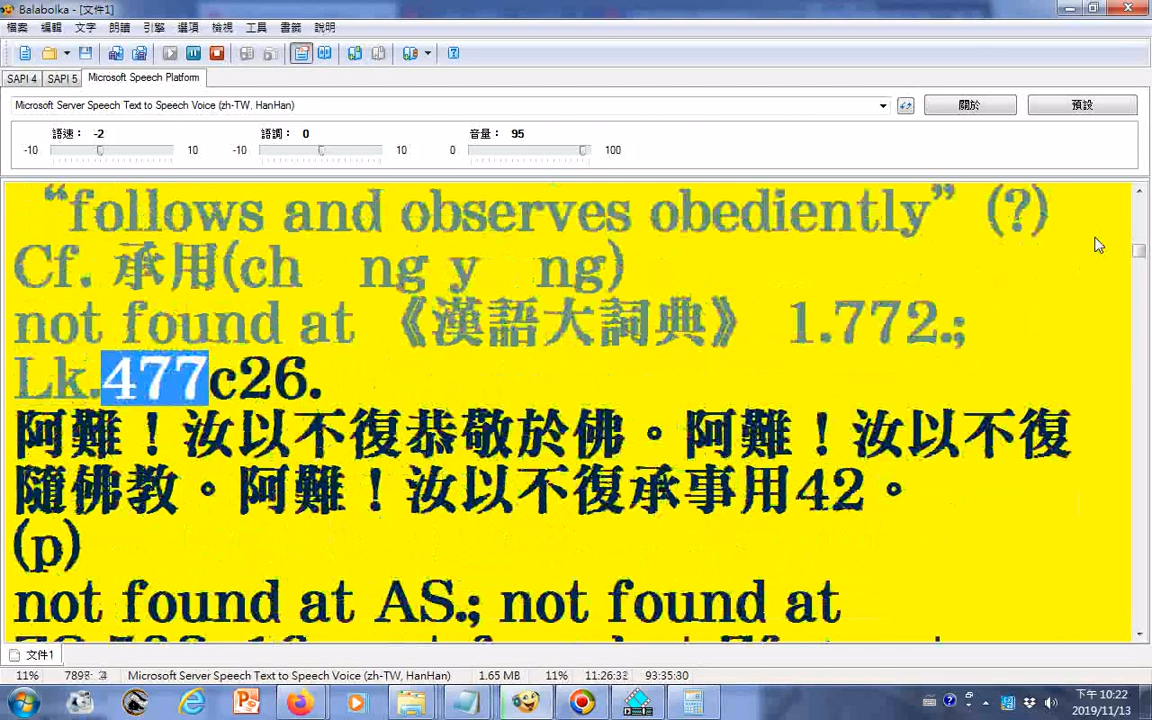 Balabolka - [文件1]
檔案 編輯 文字 朗讀 引擎 選項 檢視 工具 書籤 說明
SAPI 4 SAPI 5 Microsoft Speech Platform
Microsoft Server Speech Text to Speech Voice (zh-TW, HanHan) 關於 預設
語速： -2 語調： 0 音量： 95
-10 10 -10 10 0 100
“follows and observes obediently” (?)
Cf. 承用(ch ng y ng)
not found at 《漢語大詞典》 1.772.;
Lk.477c26.
阿難！汝以不復恭敬於佛。阿難！汝以不復
隨佛教。阿難！汝以不復承事用42。
(p)
not found at AS.; not found at
文件1
11% Microsoft Server Speech Text to Speech Voice (zh-TW, HanHan) 1.65 MB 11% 11:26:32 93:35:30
下午 10:22
2019/11/13